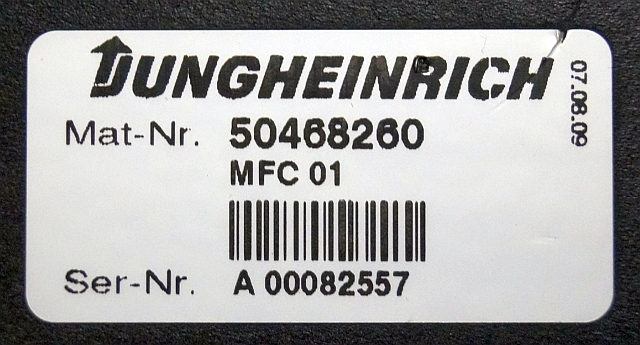 JUNGHEINRICH
Mat-Nr. 50468260
MFC 01
Ser-Nr. A 00082557
07.08.09